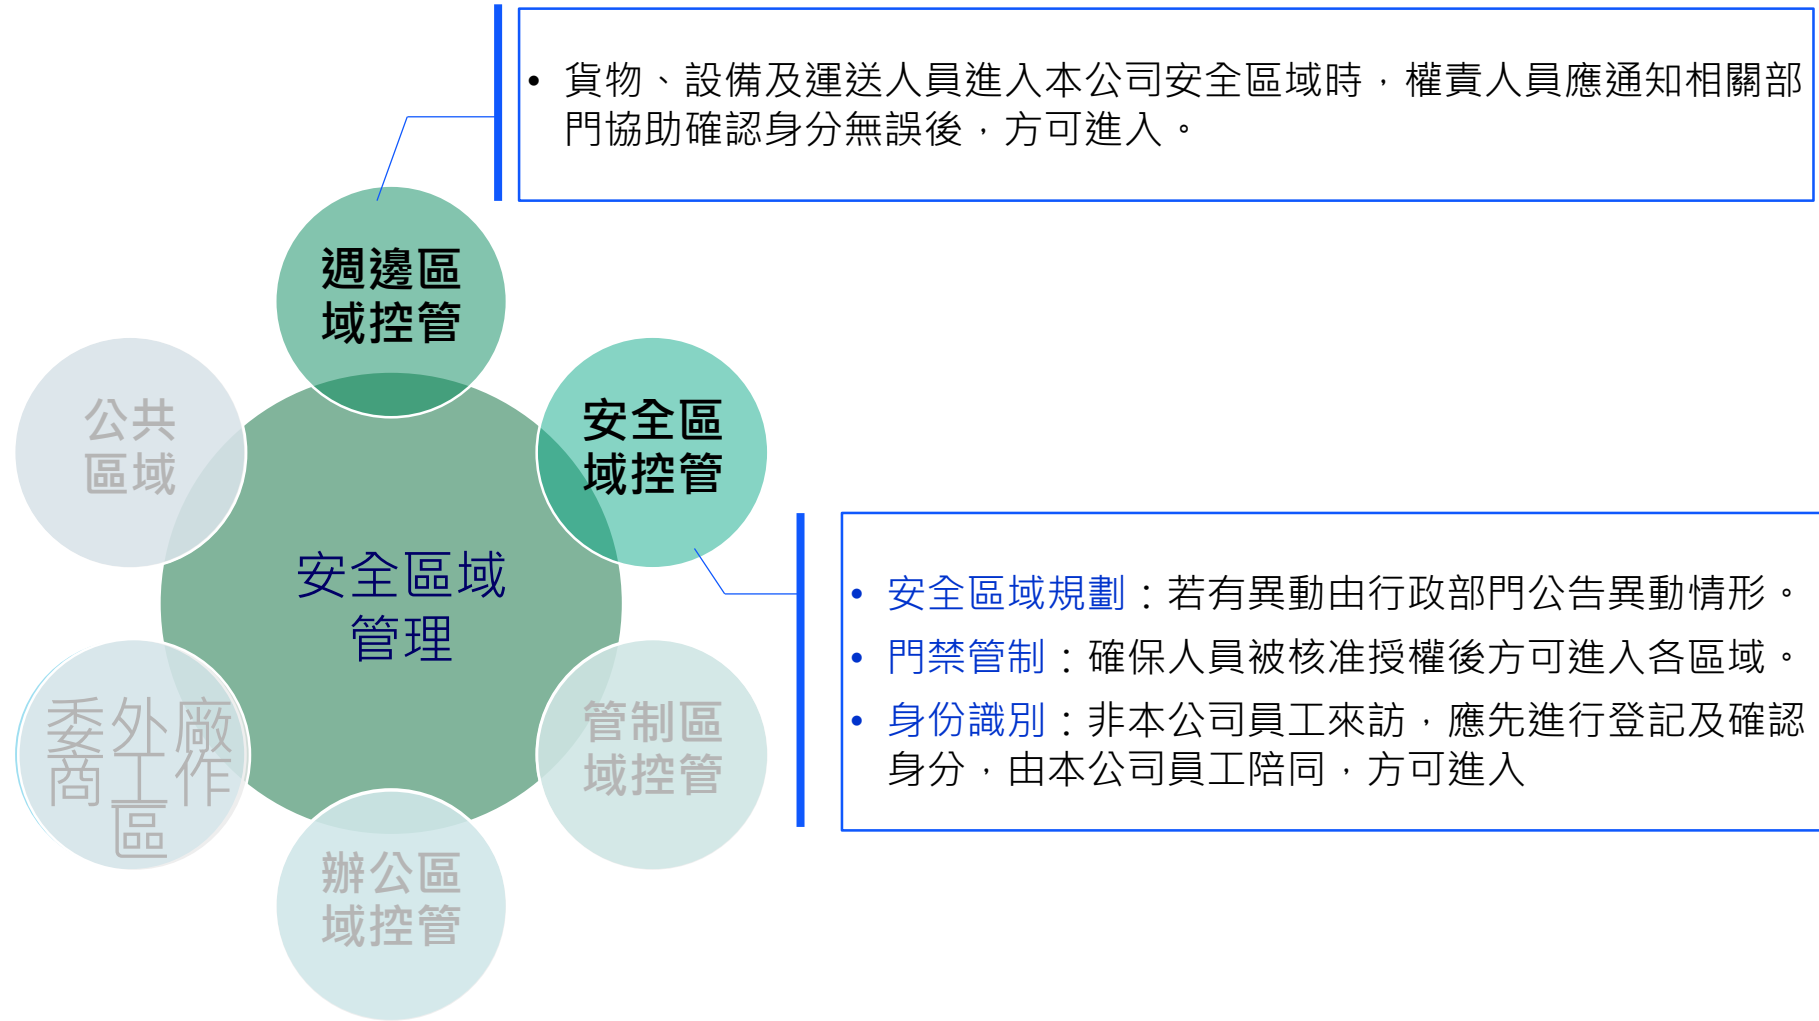 • 貨物、設備及運送人員進入本公司安全區域時，權責人員應通知相關部
門協助確認身分無誤後，方可進入。
週邊區
域控管
公共
區域
安全區
域控管
安全區域
管理
• 安全區域規劃：若有異動由行政部門公告異動情形。
• 門禁管制：確保人員被核准授權後方可進入各區域。
• 身份識別：非本公司員工來訪，應先進行登記及確認
身分，由本公司員工陪同，方可進入
委外廠
商工作
區
管制區
域控管
辦公區
域控管